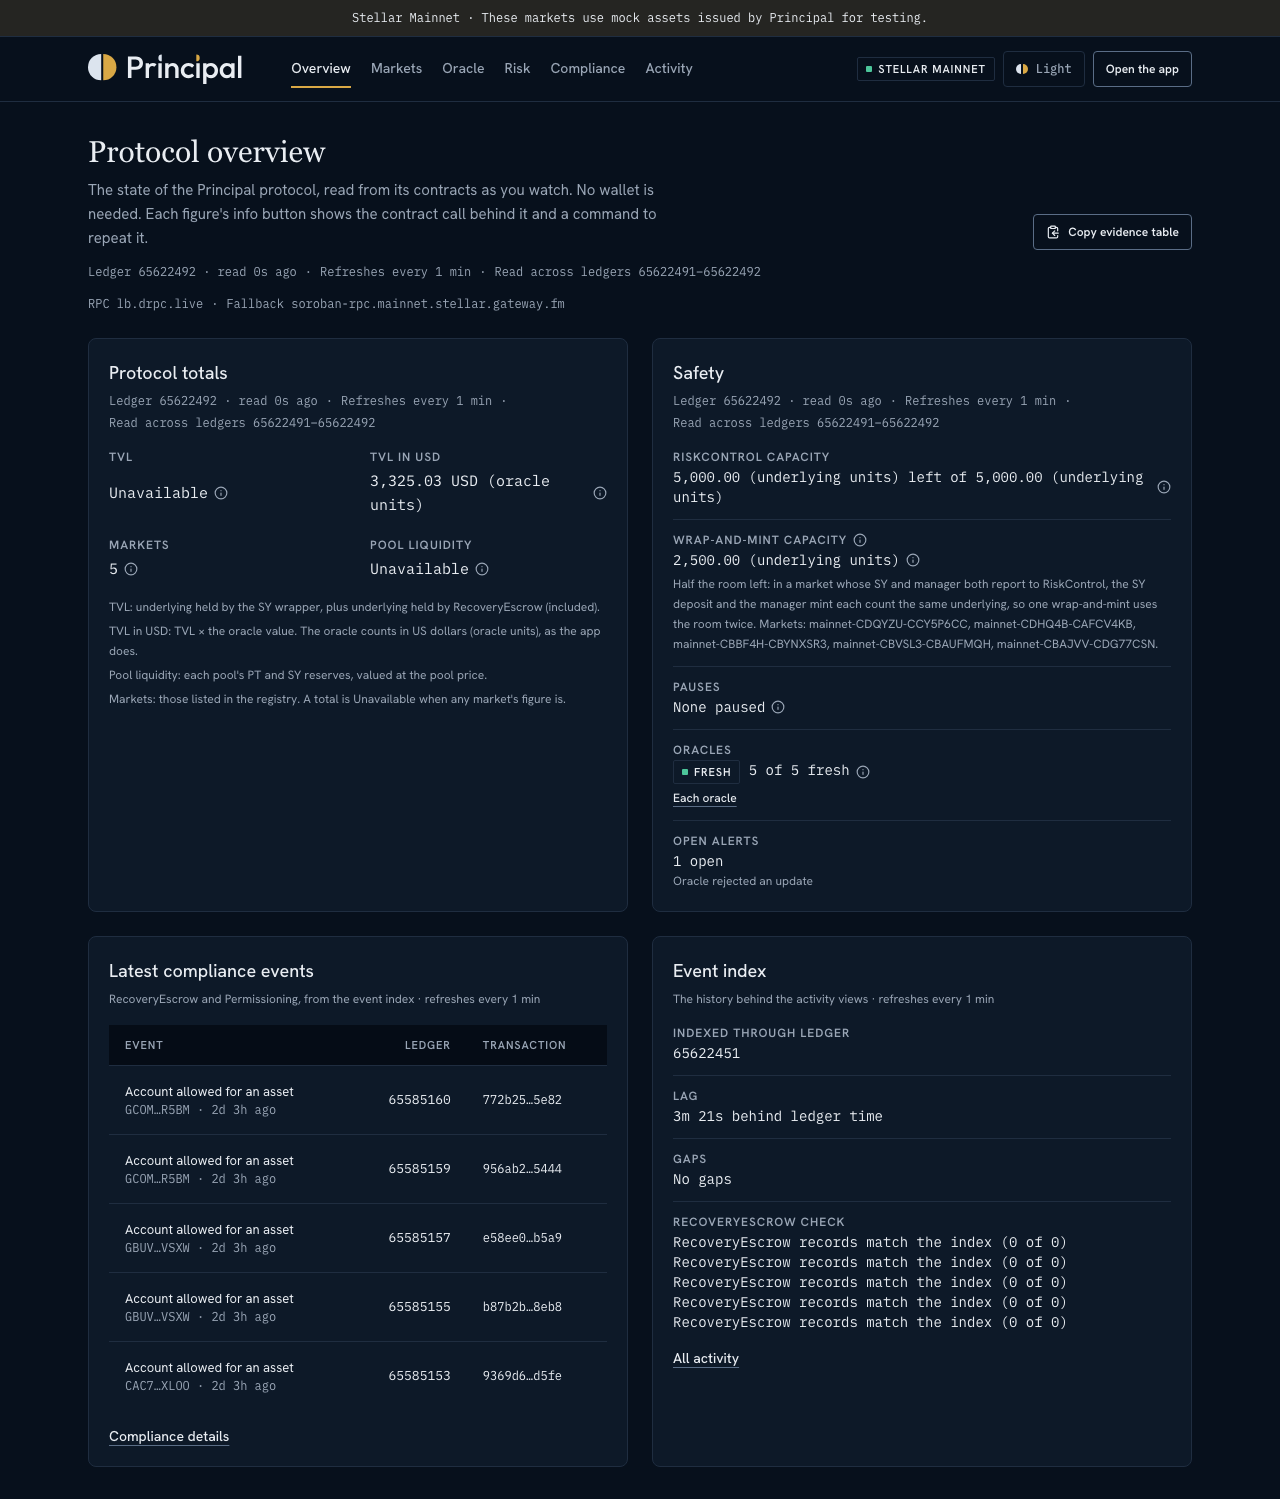 Stellar Mainnet · These markets use mock assets issued by Principal for testing.
Principal
Overview
Markets
Oracle
Risk
Compliance
Activity
STELLAR MAINNET
Light
Open the app
Protocol overview
The state of the Principal protocol, read from its contracts as you watch. No wallet is
needed. Each figure's info button shows the contract call behind it and a command to
repeat it.
Copy evidence table
Ledger 65622492 · read 0s ago · Refreshes every 1 min · Read across ledgers 65622491–65622492
RPC lb.drpc.live · Fallback soroban-rpc.mainnet.stellar.gateway.fm
Protocol totals
Ledger 65622492 · read 0s ago · Refreshes every 1 min ·
Read across ledgers 65622491–65622492
TVL
Unavailable
TVL IN USD
3,325.03 USD (oracle
units)
MARKETS
5
POOL LIQUIDITY
Unavailable
TVL: underlying held by the SY wrapper, plus underlying held by RecoveryEscrow (included).
TVL in USD: TVL × the oracle value. The oracle counts in US dollars (oracle units), as the app
does.
Pool liquidity: each pool's PT and SY reserves, valued at the pool price.
Markets: those listed in the registry. A total is Unavailable when any market's figure is.
Safety
Ledger 65622492 · read 0s ago · Refreshes every 1 min ·
Read across ledgers 65622491–65622492
RISKCONTROL CAPACITY
5,000.00 (underlying units) left of 5,000.00 (underlying
units)
WRAP-AND-MINT CAPACITY
2,500.00 (underlying units)
Half the room left: in a market whose SY and manager both report to RiskControl, the SY
deposit and the manager mint each count the same underlying, so one wrap-and-mint uses
the room twice. Markets: mainnet-CDQYZU-CCY5P6CC, mainnet-CDHQ4B-CAFCV4KB,
mainnet-CBBF4H-CBYNXSR3, mainnet-CBVSL3-CBAUFMQH, mainnet-CBAJVV-CDG77CSN.
PAUSES
None paused
ORACLES
FRESH
5 of 5 fresh
Each oracle
OPEN ALERTS
1 open
Oracle rejected an update
Latest compliance events
RecoveryEscrow and Permissioning, from the event index · refreshes every 1 min
EVENT LEDGER TRANSACTION
Account allowed for an asset
GCOM…R5BM · 2d 3h ago
65585160 772b25…5e82
Account allowed for an asset
GCOM…R5BM · 2d 3h ago
65585159 956ab2…5444
Account allowed for an asset
GBUV…VSXW · 2d 3h ago
65585157 e58ee0…b5a9
Account allowed for an asset
GBUV…VSXW · 2d 3h ago
65585155 b87b2b…8eb8
Account allowed for an asset
CAC7…XLOO · 2d 3h ago
65585153 9369d6…d5fe
Compliance details
Event index
The history behind the activity views · refreshes every 1 min
INDEXED THROUGH LEDGER
65622451
LAG
3m 21s behind ledger time
GAPS
No gaps
RECOVERYESCROW CHECK
RecoveryEscrow records match the index (0 of 0)
RecoveryEscrow records match the index (0 of 0)
RecoveryEscrow records match the index (0 of 0)
RecoveryEscrow records match the index (0 of 0)
RecoveryEscrow records match the index (0 of 0)
All activity